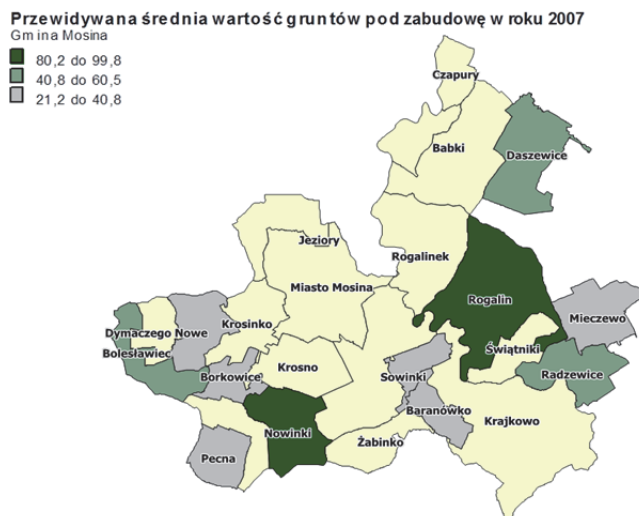 Przewidywana średnia wartość gruntów pod zabudowę w roku 2007
Gmina Mosina
80,2 do 99,8
40,8 do 60,5
21,2 do 40,8
Czapury
Babki
Daszewice
Jeziory
Rogalinek
Miasto Mosina
Rogalin
Mieczewo
Dymaczego Nowe
Krosinko
Świątniki
Bolesławiec
Borkowice
Krosno
Sowinki
Radzewice
Baranówko
Krajkowo
Nowinki
Żabinko
Pecna